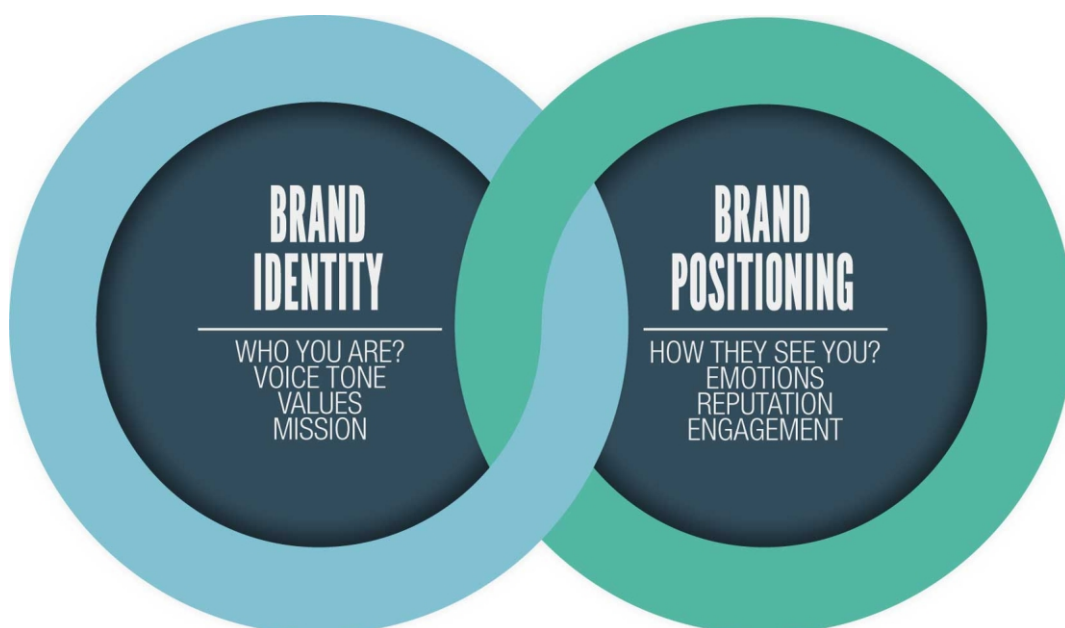 BRAND
IDENTITY
WHO YOU ARE?
VOICE TONE
VALUES
MISSION
BRAND
POSITIONING
HOW THEY SEE YOU?
EMOTIONS
REPUTATION
ENGAGEMENT